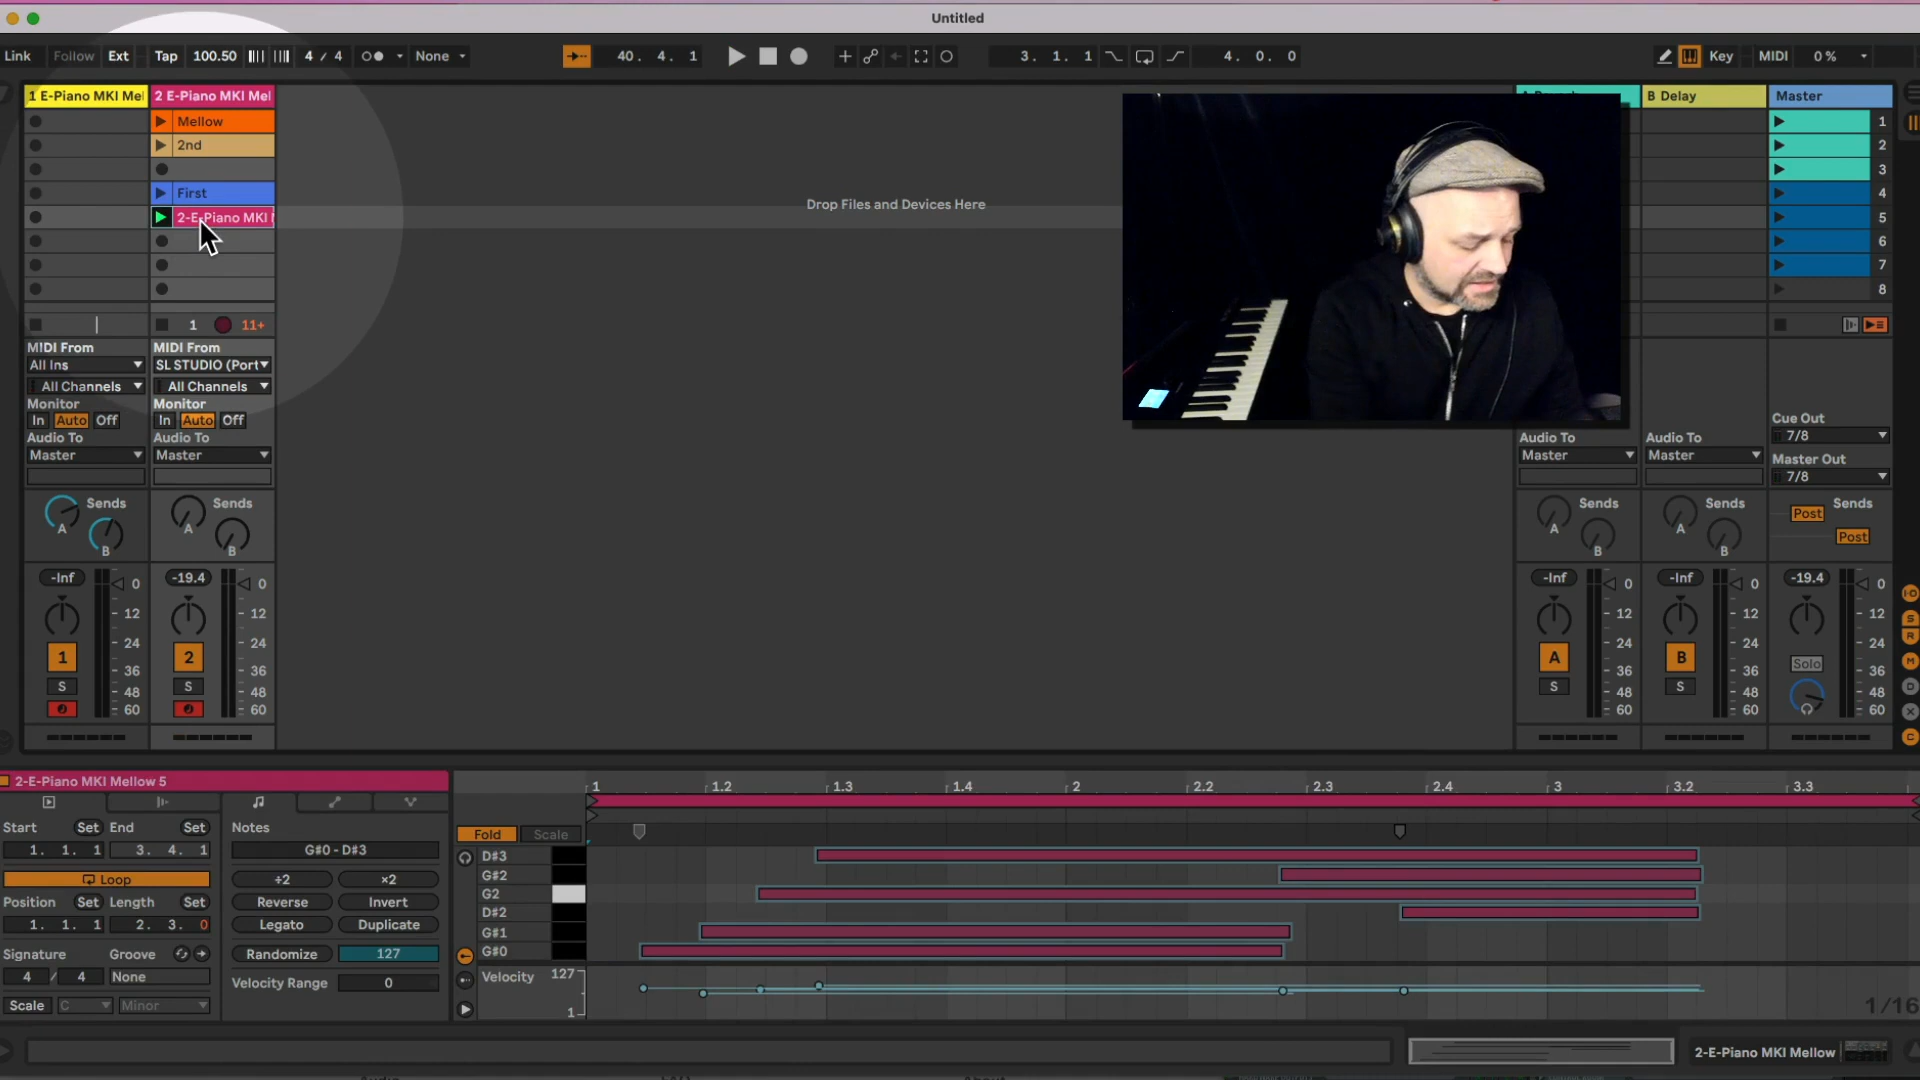 Untitled
Link Follow Ext Tap 100.50 4 / 4 None 40. 4. 1 3. 1. 1 4. 0. 0 Key MIDI 0 %
1 E-Piano MKI Mel 2 E-Piano MKI Mel B Delay Master
Mellow 1
2nd 2
3
First 4
2-E-Piano MKI 5
Drop Files and Devices Here
6
7
8
1 11+
MIDI From MIDI From
All Ins SL STUDIO (Port
All Channels All Channels
Monitor Monitor
In Auto Off In Auto Off
Cue Out
7/8
Audio To Audio To Audio To Audio To
Master Master Master Master
Master Out
7/8
Sends Sends Sends Sends Sends
A A A A Post
B B B B Post
-Inf 0 -19.4 0 -Inf 0 -Inf 0 -19.4 0
12 12 12 12 12
24 24 24 24 24
1 2 A B Solo
36 36 36 36 36
S S S S
48 48 48 48 48
60 60 60 60 60
2-E-Piano MKI Mellow 5
1 1.2 1.3 1.4 2 2.2 2.3 2.4 3 3.2 3.3
Start Set End Set Notes
1. 1. 1 3. 4. 1 G#0 - D#3
Fold Scale
Loop ÷2 ×2
Position Set Length Set Reverse Invert
1. 1. 1 2. 3. 0 Legato Duplicate
Signature Groove Randomize 127
4 / 4 None Velocity Range 0
Scale C Minor
D#3
G#2
G2
D#2
G#1
G#0
Velocity 127
1
1/16
2-E-Piano MKI Mellow